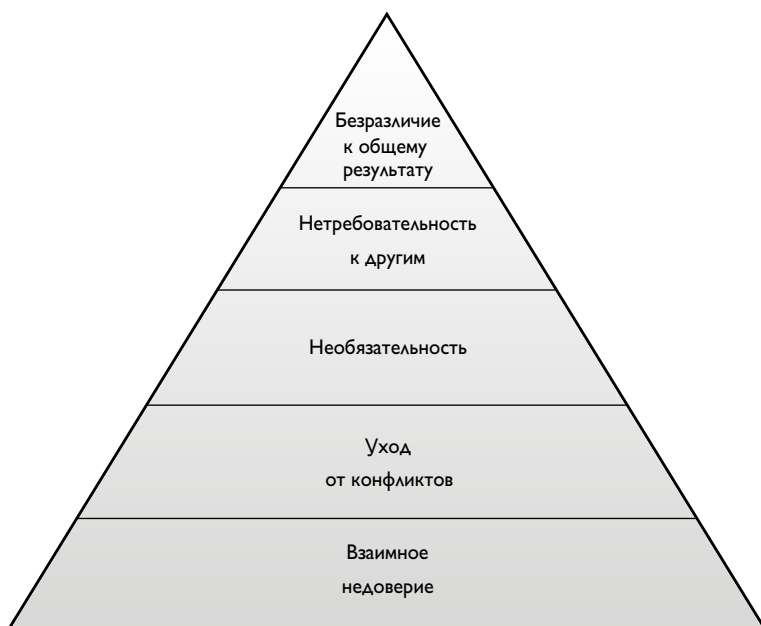 Безразличие
к общему
результату
Нетребовательность
к другим
Необязательность
Уход
от конфликтов
Взаимное
недоверие